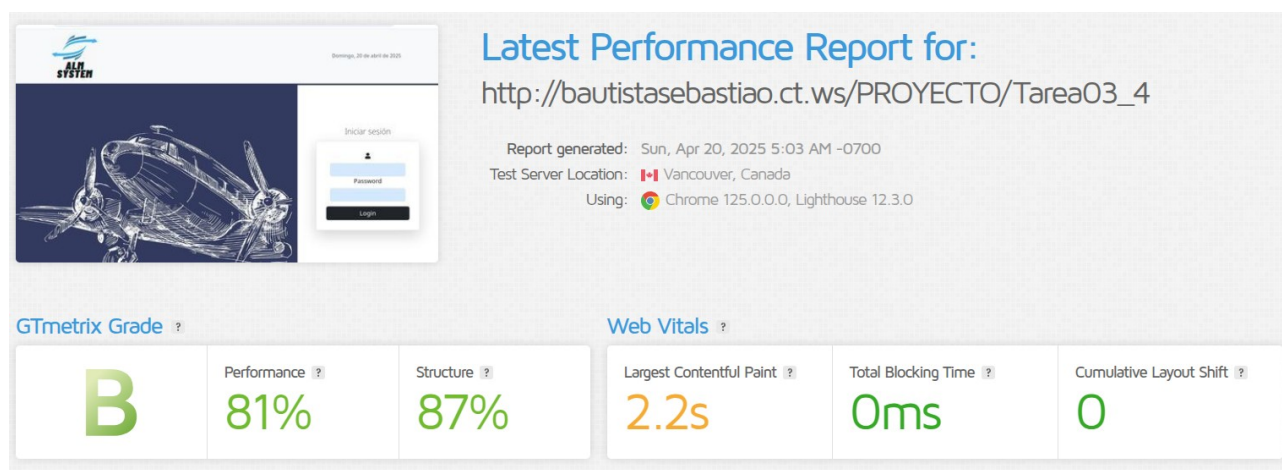 ALM
SYSTEM
Domingo, 20 de abril de 2025
Iniciar sesión
Password
Login
Latest Performance Report for:
http://bautistasebastiao.ct.ws/PROYECTO/Tarea03_4
Report generated: Sun, Apr 20, 2025 5:03 AM -0700
Test Server Location: Vancouver, Canada
Using: Chrome 125.0.0.0, Lighthouse 12.3.0
GTmetrix Grade ?
Web Vitals ?
B
Performance ?
81%
Structure ?
87%
Largest Contentful Paint ?
2.2s
Total Blocking Time ?
0ms
Cumulative Layout Shift ?
0